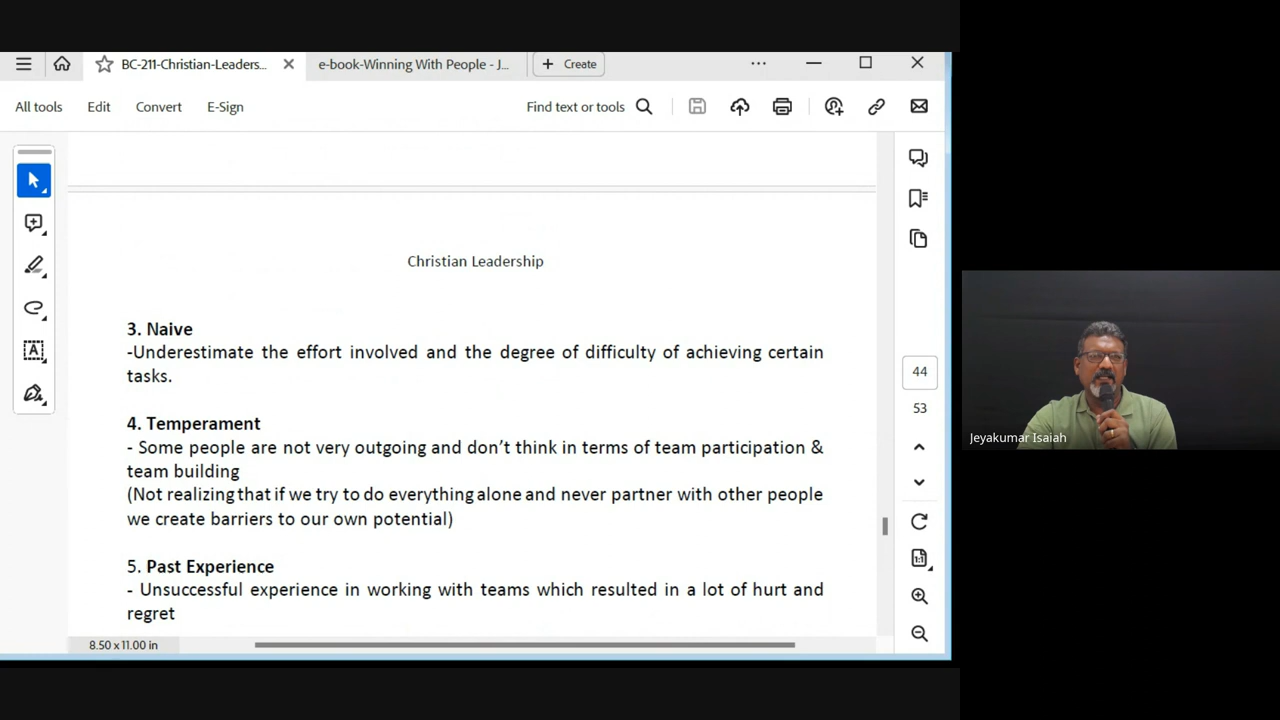 BC-211-Christian-Leaders...
e-book-Winning With People - J...
Create
All tools
Edit
Convert
E-Sign
Find text or tools
Christian Leadership
3. Naive
-Underestimate the effort involved and the degree of difficulty of achieving certain
tasks.
4. Temperament
- Some people are not very outgoing and don’t think in terms of team participation &
team building
(Not realizing that if we try to do everything alone and never partner with other people
we create barriers to our own potential)
5. Past Experience
- Unsuccessful experience in working with teams which resulted in a lot of hurt and
regret
8.50 x 11.00 in
44
53
1:1
Jeyakumar Isaiah